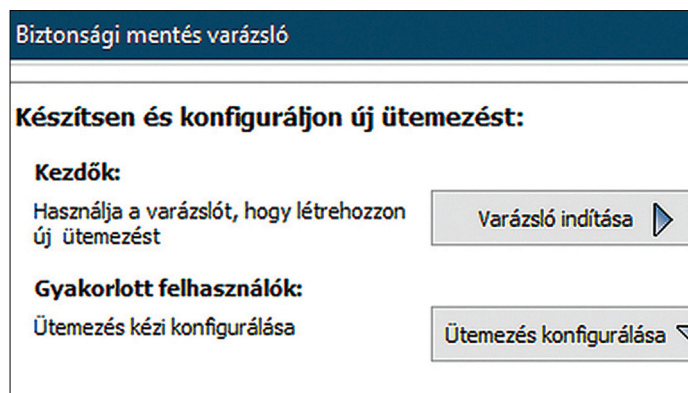 Biztonsági mentés varázsló
Készítsen és konfiguráljon új ütemezést:
Kezdők:
Használja a varázslót, hogy létrehozzon
új ütemezést
Varázsló indítása
Gyakorlott felhasználók:
Ütemezés kézi konfigurálása
Ütemezés konfigurálása